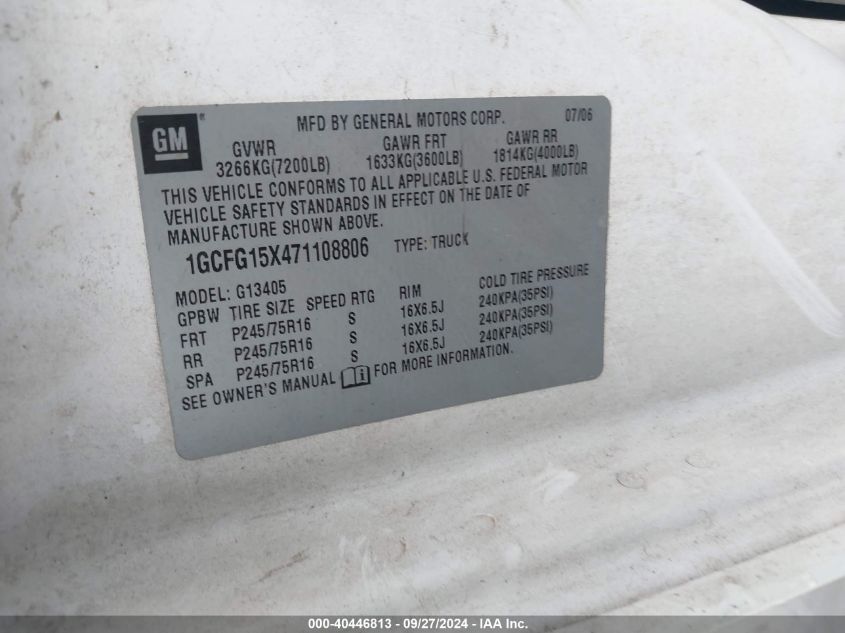 GM®
MFD BY GENERAL MOTORS CORP. 07/06
GVWR GAWR FRT GAWR RR
3266KG(7200LB) 1633KG(3600LB) 1814KG(4000LB)
THIS VEHICLE CONFORMS TO ALL APPLICABLE U.S. FEDERAL MOTOR
VEHICLE SAFETY STANDARDS IN EFFECT ON THE DATE OF
MANUFACTURE SHOWN ABOVE.
1GCFG15X471108806 TYPE: TRUCK
MODEL: G13405
GPBW TIRE SIZE SPEED RTG RIM COLD TIRE PRESSURE
FRT P245/75R16 S 16X6.5J 240KPA(35PSI)
RR P245/75R16 S 16X6.5J 240KPA(35PSI)
SPA P245/75R16 S 16X6.5J 240KPA(35PSI)
SEE OWNER'S MANUAL FOR MORE INFORMATION.
000-40446813 - 09/27/2024 - IAA Inc.